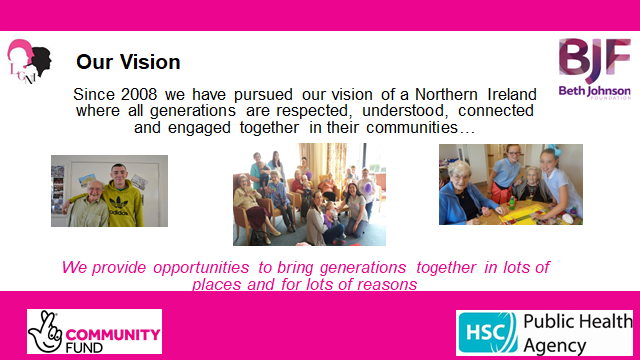 LGNI
Our Vision
BJF
Beth Johnson
FOUNDATION
Since 2008 we have pursued our vision of a Northern Ireland
where all generations are respected, understood, connected
and engaged together in their communities…
adidas
We provide opportunities to bring generations together in lots of
places and for lots of reasons
COMMUNITY
FUND
HSC
Public Health
Agency